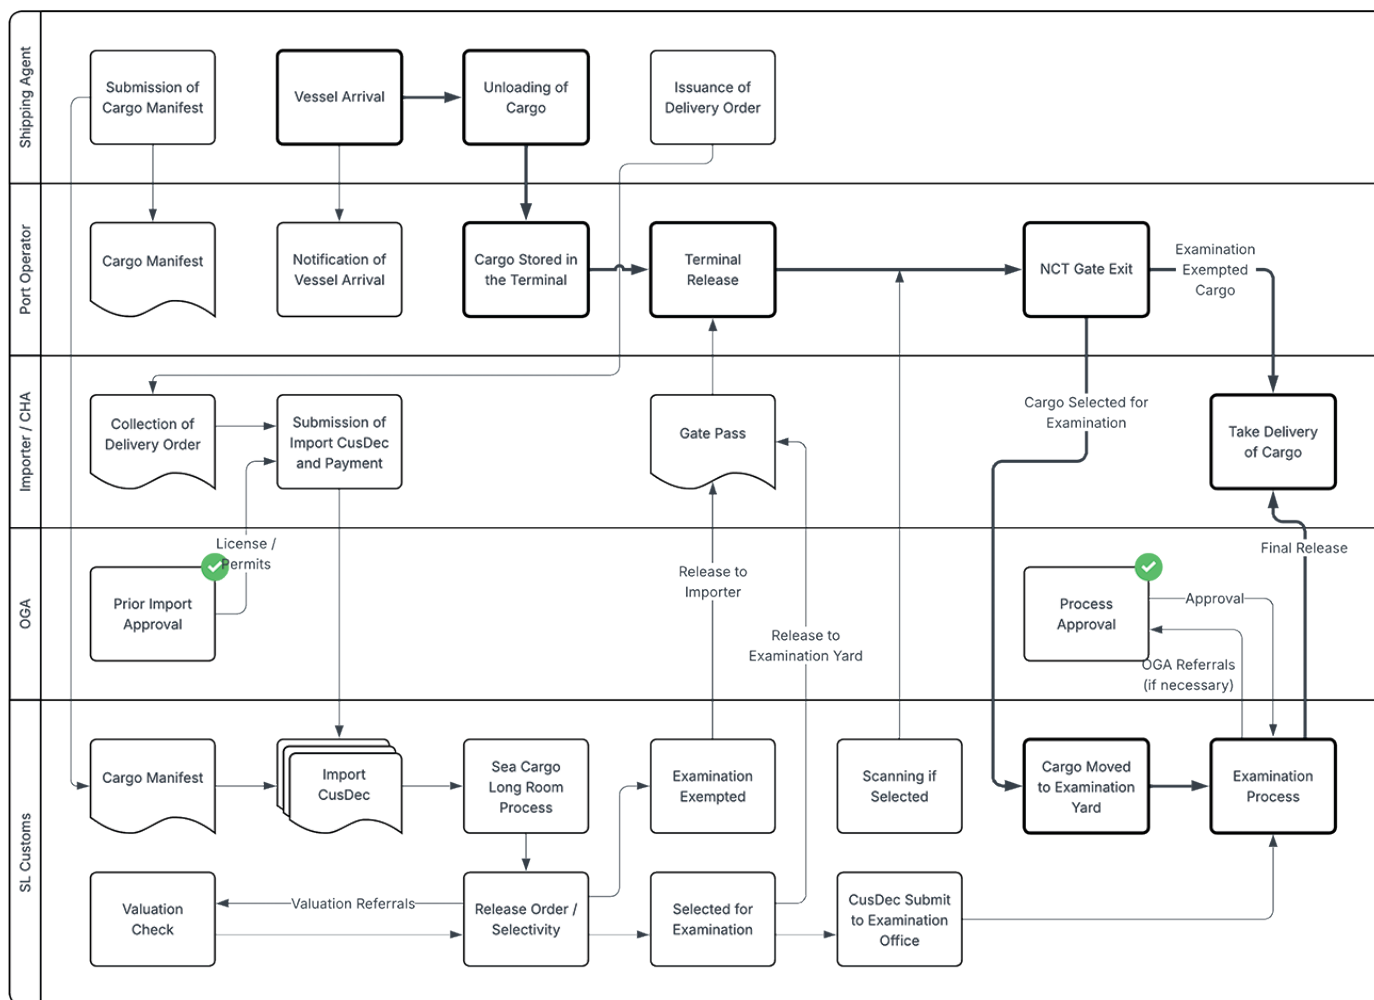 Shipping Agent
Submission of
Cargo Manifest
Vessel Arrival
Unloading of
Cargo
Issuance of
Delivery Order
Port Operator
Cargo Manifest
Notification of
Vessel Arrival
Cargo Stored in
the Terminal
Terminal
Release
NCT Gate Exit
Examination
Exempted
Cargo
Importer / CHA
Collection of
Delivery Order
Submission of
Import CusDec
and Payment
Gate Pass
Cargo Selected for
Examination
Take Delivery
of Cargo
OGA
License /
Permits
Prior Import
Approval
Release to
Importer
Release to
Examination Yard
Process
Approval
Approval
OGA Referrals
(if necessary)
Final Release
SL Customs
Cargo Manifest
Import
CusDec
Sea Cargo
Long Room
Process
Examination
Exempted
Scanning if
Selected
Cargo Moved
to Examination
Yard
Examination
Process
Valuation
Check
Valuation Referrals
Release Order /
Selectivity
Selected for
Examination
CusDec Submit
to Examination
Office